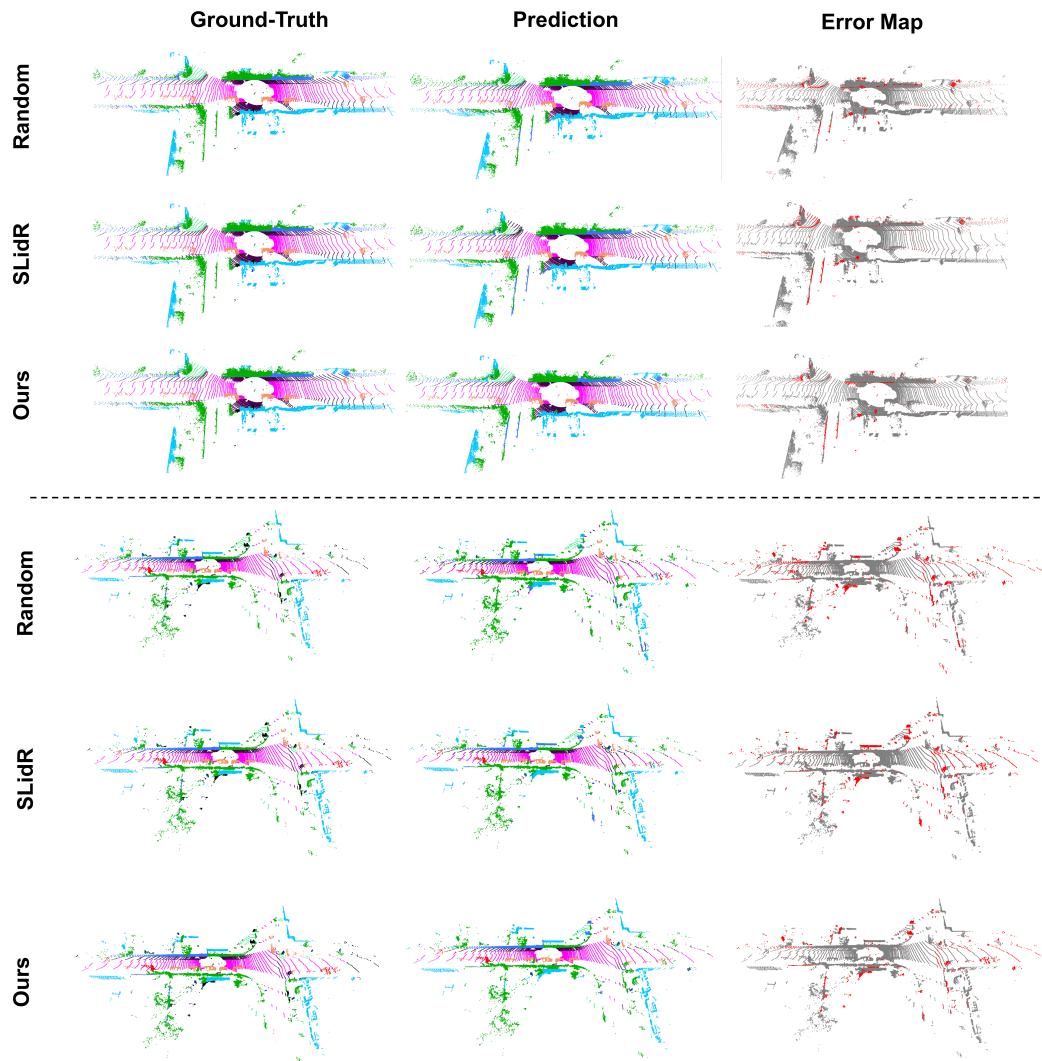 Ground-Truth Prediction Error Map
Random
SLidR
Ours
Random
SLidR
Ours